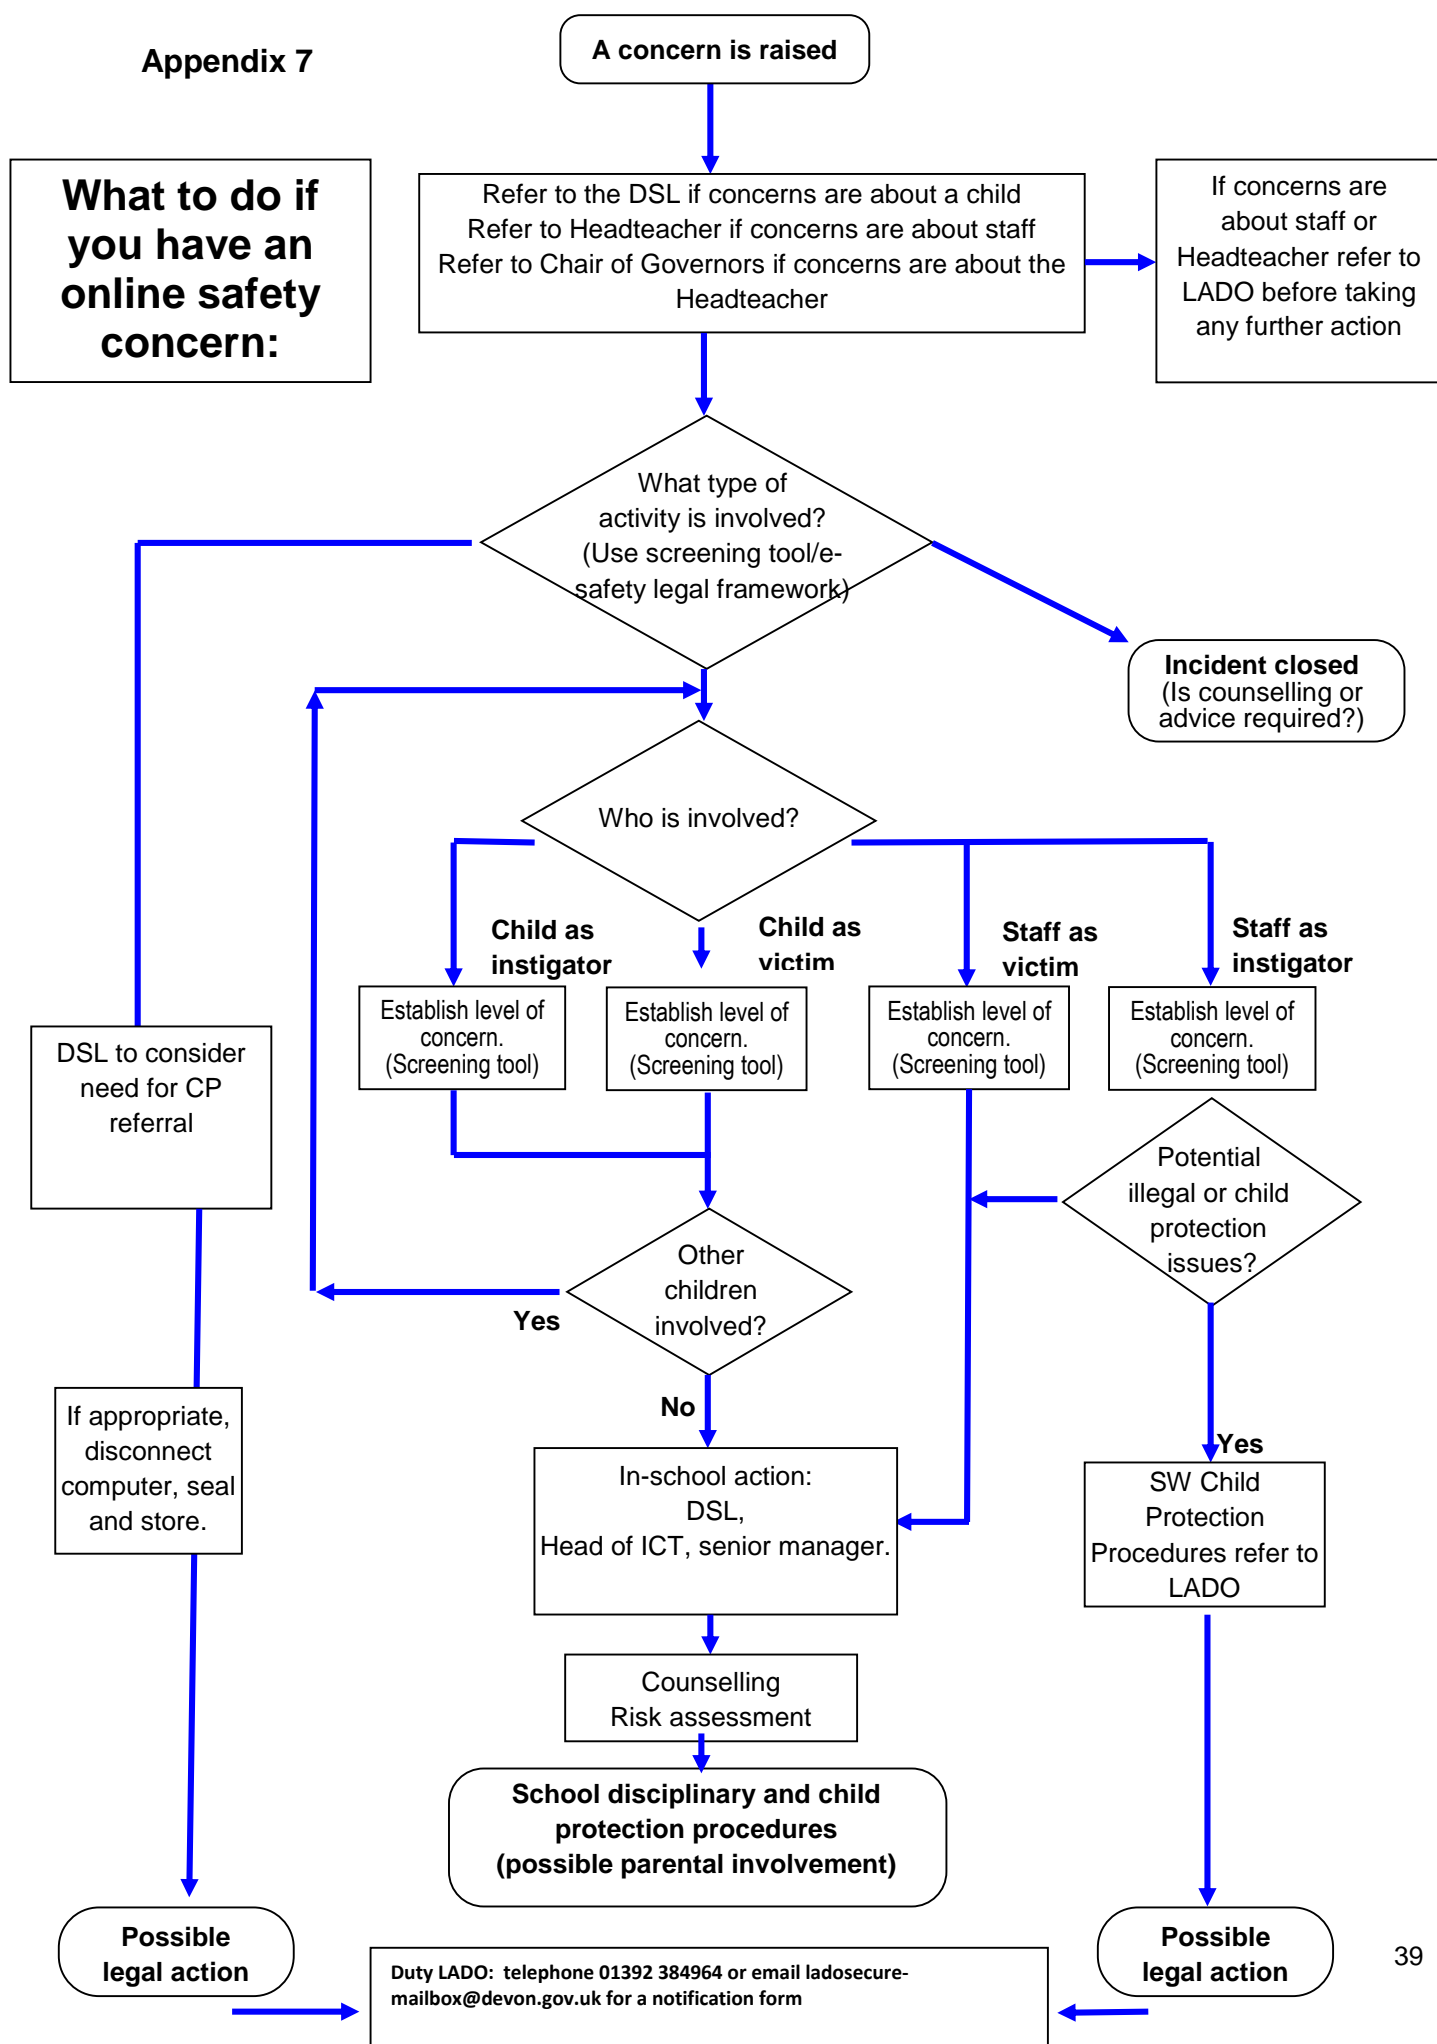 Appendix 7
A concern is raised
What to do if
you have an
online safety
concern:
Refer to the DSL if concerns are about a child
Refer to Headteacher if concerns are about staff
Refer to Chair of Governors if concerns are about the
Headteacher
If concerns are
about staff or
Headteacher refer to
LADO before taking
any further action
What type of
activity is involved?
(Use screening tool/e-
safety legal framework)
Incident closed
(Is counselling or
advice required?)
Who is involved?
Child as
instigator
Child as
victim
Staff as
victim
Staff as
instigator
Establish level of
concern.
(Screening tool)
Establish level of
concern.
(Screening tool)
Establish level of
concern.
(Screening tool)
Establish level of
concern.
(Screening tool)
DSL to consider
need for CP
referral
Potential
illegal or child
protection
issues?
Other
children
involved?
Yes
No
Yes
If appropriate,
disconnect
computer, seal
and store.
In-school action:
DSL,
Head of ICT, senior manager.
SW Child
Protection
Procedures refer to
LADO
Counselling
Risk assessment
School disciplinary and child
protection procedures
(possible parental involvement)
Possible
legal action
Possible
legal action
39
Duty LADO: telephone 01392 384964 or email ladosecure-
mailbox@devon.gov.uk for a notification form